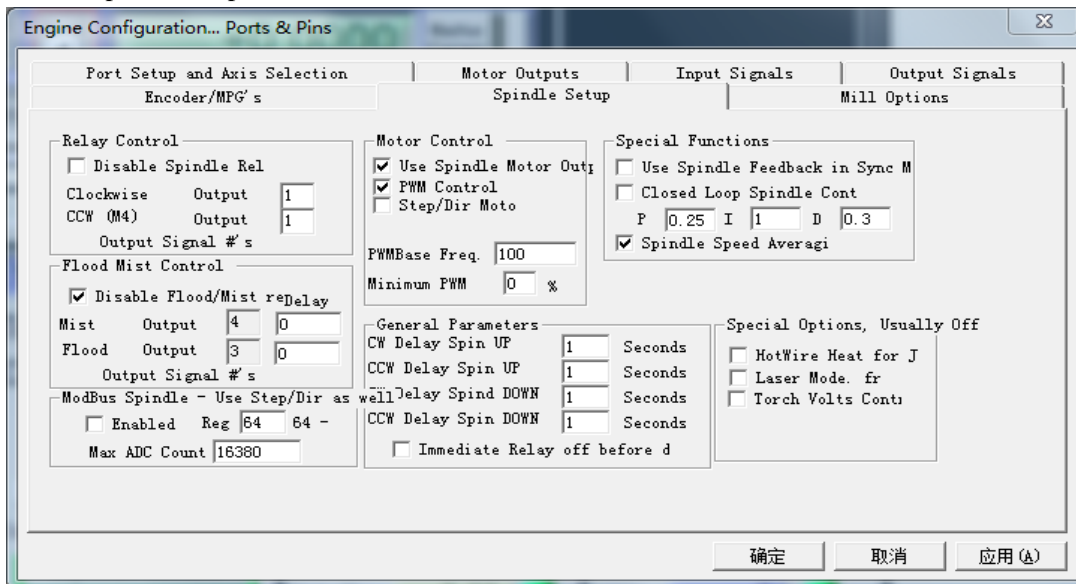 Engine Configuration... Ports & Pins
Port Setup and Axis Selection
Motor Outputs
Input Signals
Output Signals
Encoder/MPG's
Spindle Setup
Mill Options
Relay Control
Disable Spindle Rel
Clockwise Output 1
CCW (M4) Output 1
Output Signal #'s
Flood Mist Control
Disable Flood/Mist re
Delay
Mist Output 4 0
Flood Output 3 0
Output Signal #'s
ModBus Spindle - Use Step/Dir as well
Enabled Reg 64 64 -
Max ADC Count 16380
Motor Control
Use Spindle Motor Outp
PWM Control
Step/Dir Moto
PWMBase Freq. 100
Minimum PWM 0 %
General Parameters
CW Delay Spin UP 1 Seconds
CCW Delay Spin UP 1 Seconds
Delay Spind DOWN 1 Seconds
CCW Delay Spin DOWN 1 Seconds
Immediate Relay off before d
Special Functions
Use Spindle Feedback in Sync M
Closed Loop Spindle Cont
P 0.25 I 1 D 0.3
Spindle Speed Averagi
Special Options, Usually Off
HotWire Heat for J
Laser Mode. fr
Torch Volts Cont
确定
取消
应用(A)